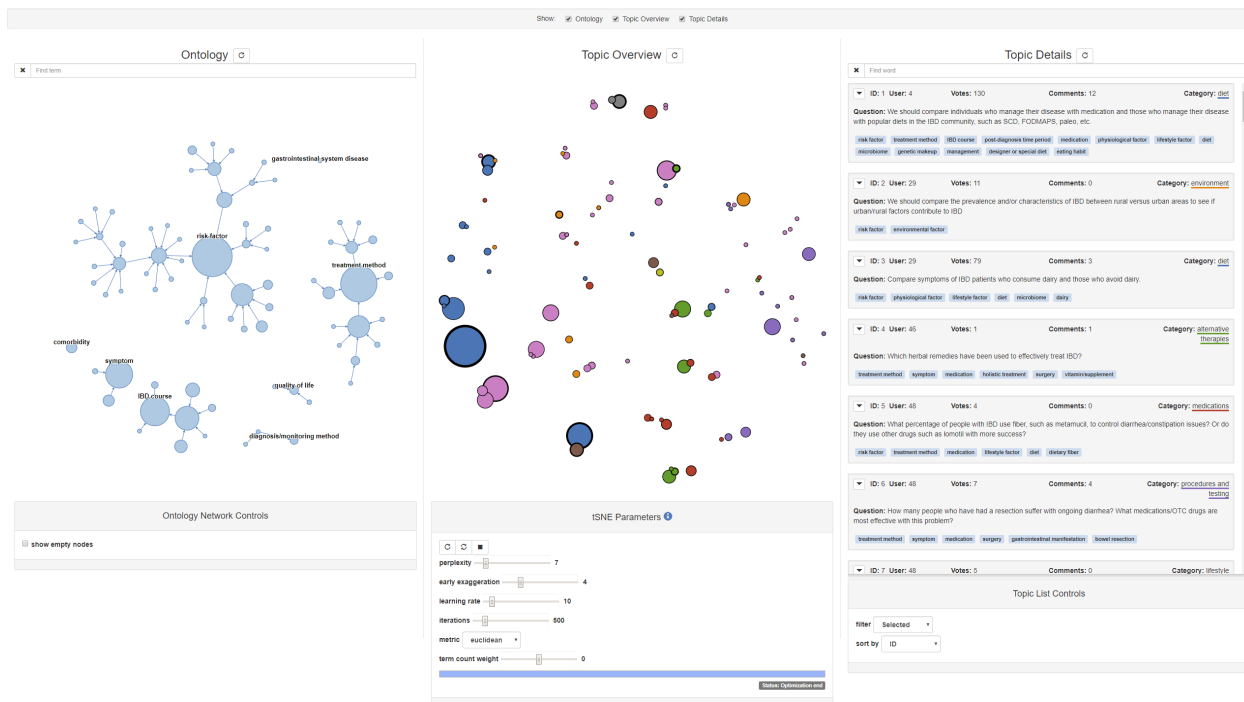 Show: Ontology Topic Overview Topic Details
Ontology
Find term
gastrointestinal system disease
risk factor
treatment method
comorbidity
symptom
IBD course
quality of life
diagnosis/monitoring method
Ontology Network Controls
show empty nodes
Topic Overview
tSNE Parameters
perplexity 7
early exaggeration 4
learning rate 10
iterations 500
metric euclidean
term count weight 0
Status: Optimization end
Topic Details
Find word
ID: 1 User: 4 Votes: 130 Comments: 12 Category: diet
Question: We should compare individuals who manage their disease with medication and those who manage their disease
with popular diets in the IBD community, such as SCD, FODMAPS, paleo, etc.
risk factor treatment method IBD course post-diagnosis time period medication physiological factor lifestyle factor diet
microbiome genetic makeup management designer or special diet eating habit
ID: 2 User: 29 Votes: 11 Comments: 0 Category: environment
Question: We should compare the prevalence and/or characteristics of IBD between rural versus urban areas to see if
urban/rural factors contribute to IBD
risk factor environmental factor
ID: 3 User: 29 Votes: 79 Comments: 3 Category: diet
Question: Compare symptoms of IBD patients who consume dairy and those who avoid dairy.
risk factor physiological factor lifestyle factor diet microbiome dairy
ID: 4 User: 46 Votes: 1 Comments: 1 Category: alternative
therapies
Question: Which herbal remedies have been used to effectively treat IBD?
treatment method symptom medication holistic treatment surgery vitamin/supplement
ID: 5 User: 48 Votes: 4 Comments: 0 Category: medications
Question: What percentage of people with IBD use fiber, such as metamucil, to control diarrhea/constipation issues? Or do
they use other drugs such as lomotil with more success?
risk factor treatment method medication lifestyle factor diet dietary fiber
ID: 6 User: 48 Votes: 7 Comments: 4 Category: procedures and
testing
Question: How many people who have had a resection suffer with ongoing diarrhea? What medications/OTC drugs are
most effective with this problem?
treatment method symptom medication surgery gastrointestinal manifestation bowel resection
ID: 7 User: 48 Votes: 5 Comments: 0 Category: lifestyle
Topic List Controls
filter Selected
sort by ID